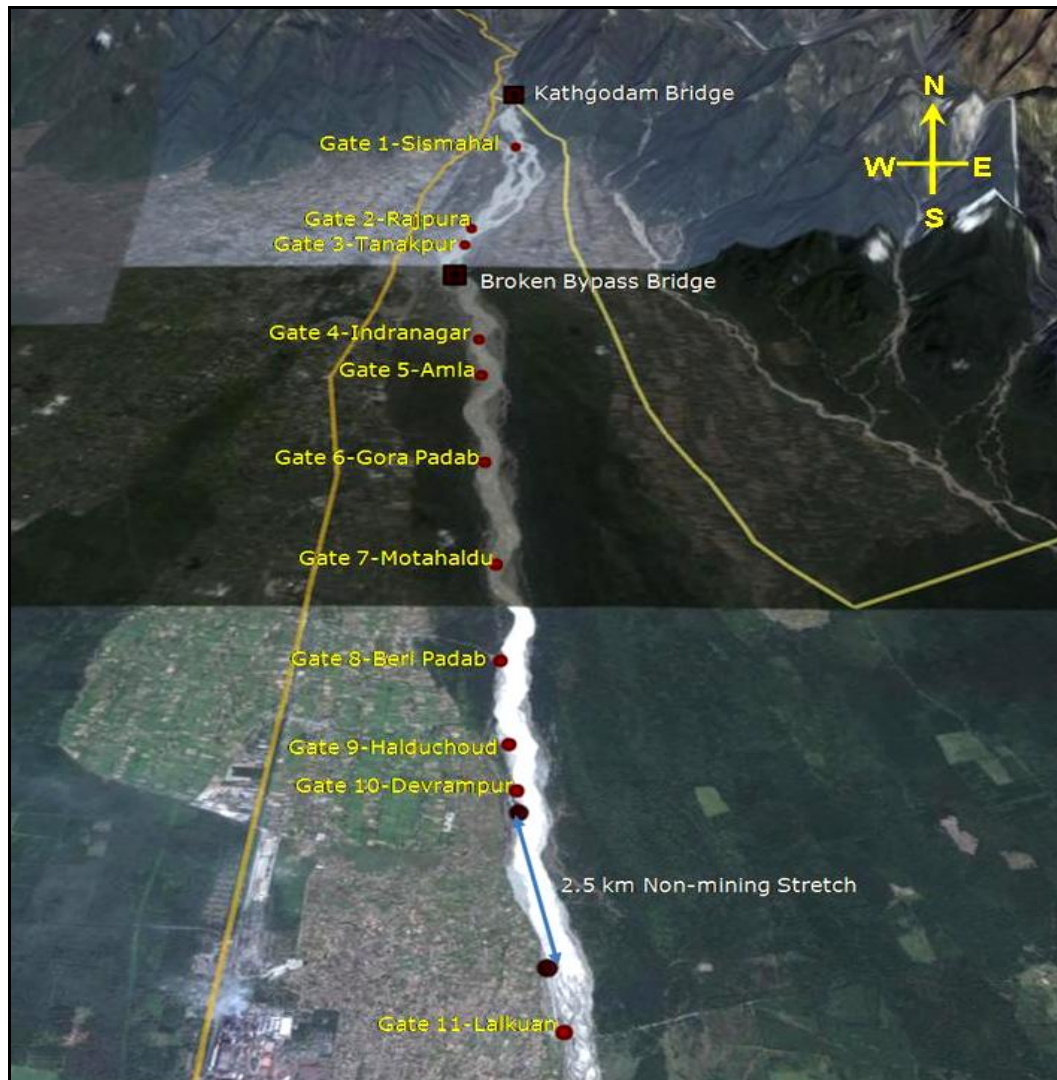 N
Kathgodam Bridge
Gate 1-Sismahal
W E
S
Gate 2-Rajpura
Gate 3-Tanakpur
Broken Bypass Bridge
Gate 4-Indranagar
Gate 5-Amla
Gate 6-Gora Padab
Gate 7-Motahaldu
Gate 8-Beri Padab
Gate 9-Halduchoud
Gate 10-Devrampur
2.5 km Non-mining Stretch
Gate 11-Lalkuan